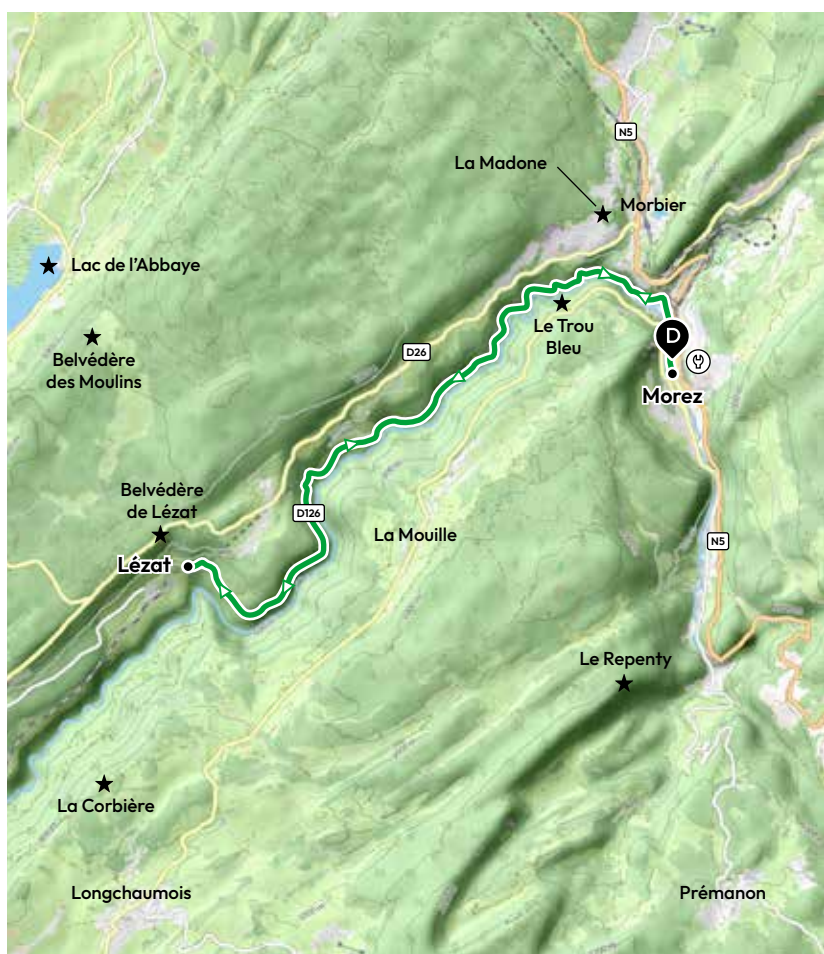 N5
La Madone
Morbier
Lac de l'Abbaye
Le Trou
Bleu
D
D26
Belvédère
des Moulins
Morez
Belvédère
de Lézat
D126
La Mouille
N5
Lézat
Le Repenty
La Corbière
Longchaumois
Prémanon